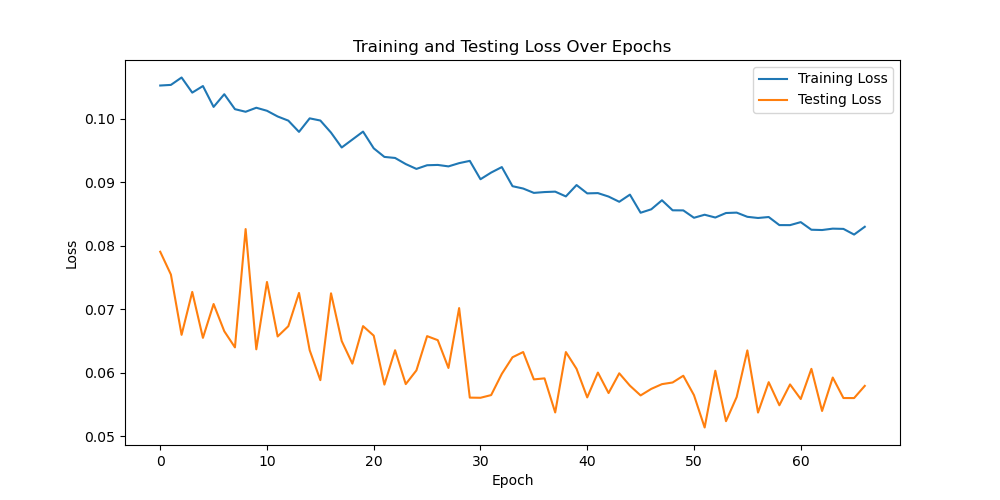 Training and Testing Loss Over Epochs
Training Loss
Testing Loss
Loss
0.10
0.09
0.08
0.07
0.06
0.05
0 10 20 30 40 50 60
Epoch